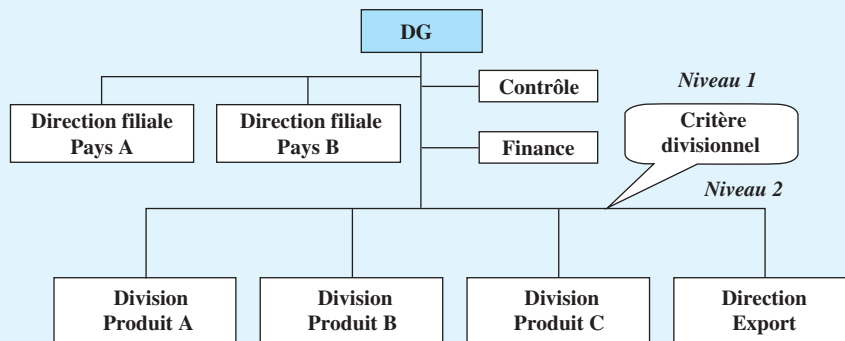 DG
Contrôle
Niveau 1
Direction filiale
Pays A
Direction filiale
Pays B
Finance
Critère
divisionnel
Niveau 2
Division
Produit A
Division
Produit B
Division
Produit C
Direction
Export